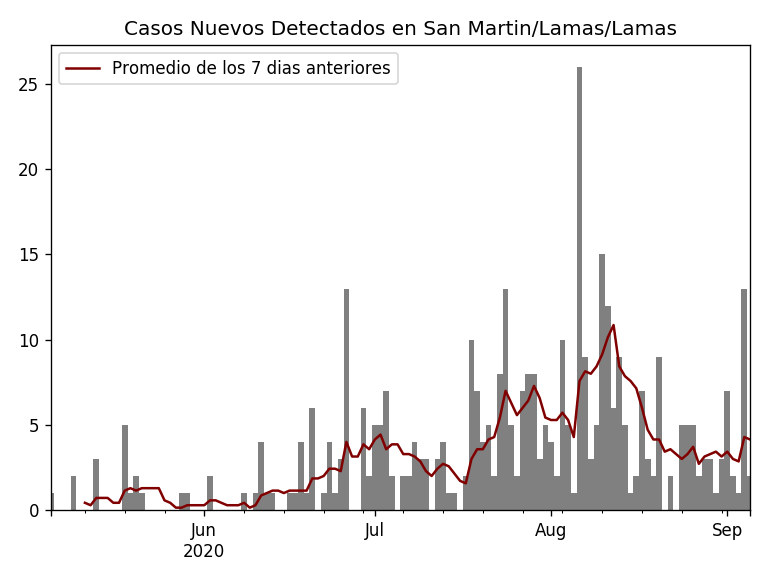 Casos Nuevos Detectados en San Martin/Lamas/Lamas
Promedio de los 7 dias anteriores
25
20
15
10
5
0
Jun
2020
Jul
Aug
Sep